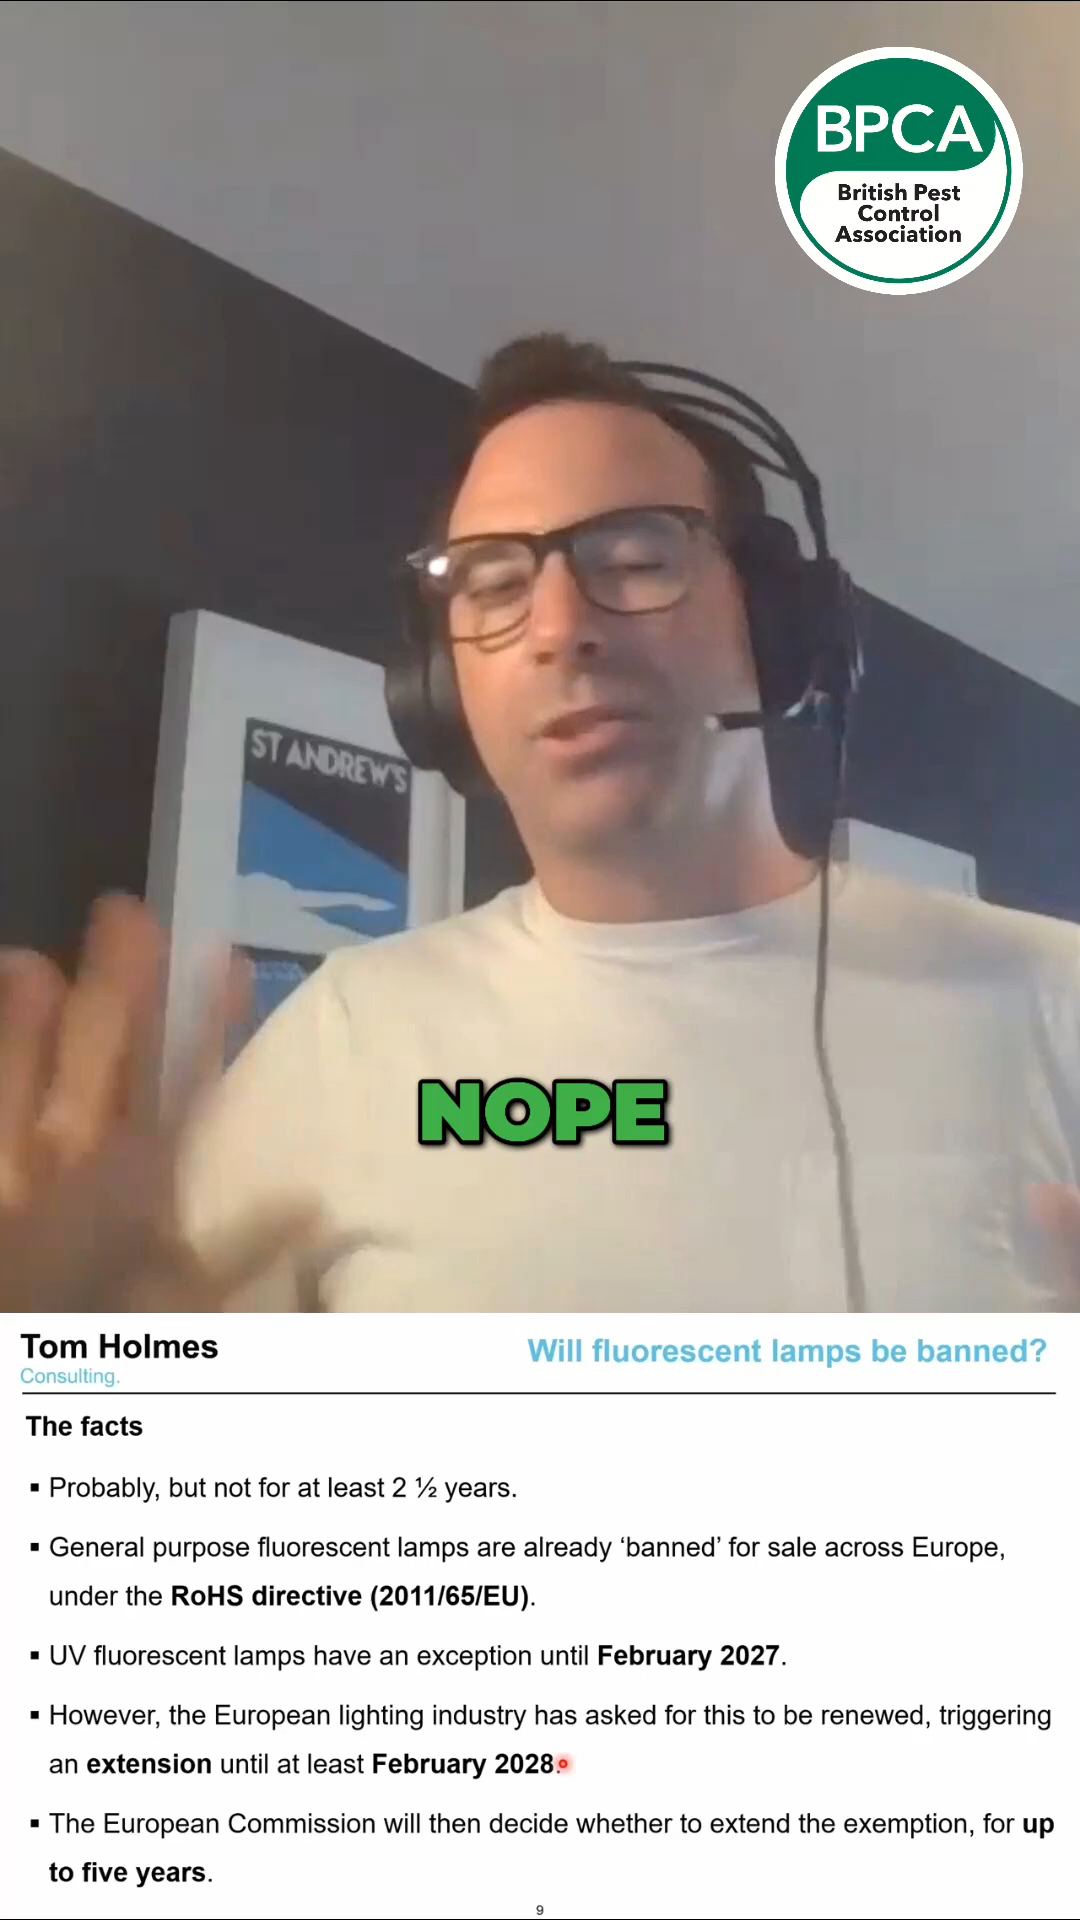 BPCA
British Pest
Control
Association
ST ANDREW'S
NOPE
Tom Holmes
Consulting.
Will fluorescent lamps be banned?
The facts
▪ Probably, but not for at least 2 ½ years.
▪ General purpose fluorescent lamps are already ‘banned’ for sale across Europe,
under the RoHS directive (2011/65/EU).
▪ UV fluorescent lamps have an exception until February 2027.
▪ However, the European lighting industry has asked for this to be renewed, triggering
an extension until at least February 2028.
▪ The European Commission will then decide whether to extend the exemption, for up
to five years.
9